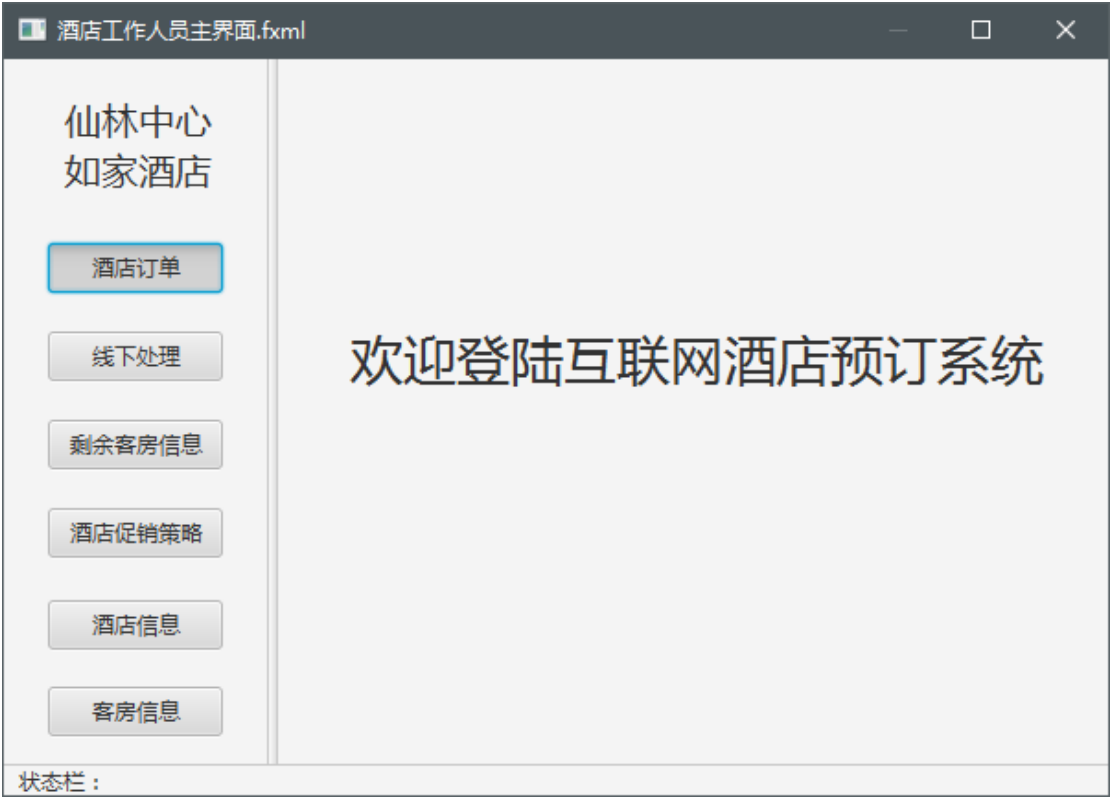 酒店工作人员主界面.fxml
仙林中心
如家酒店
酒店订单
线下处理
剩余客房信息
酒店促销策略
酒店信息
客房信息
欢迎登陆互联网酒店预订系统
状态栏：